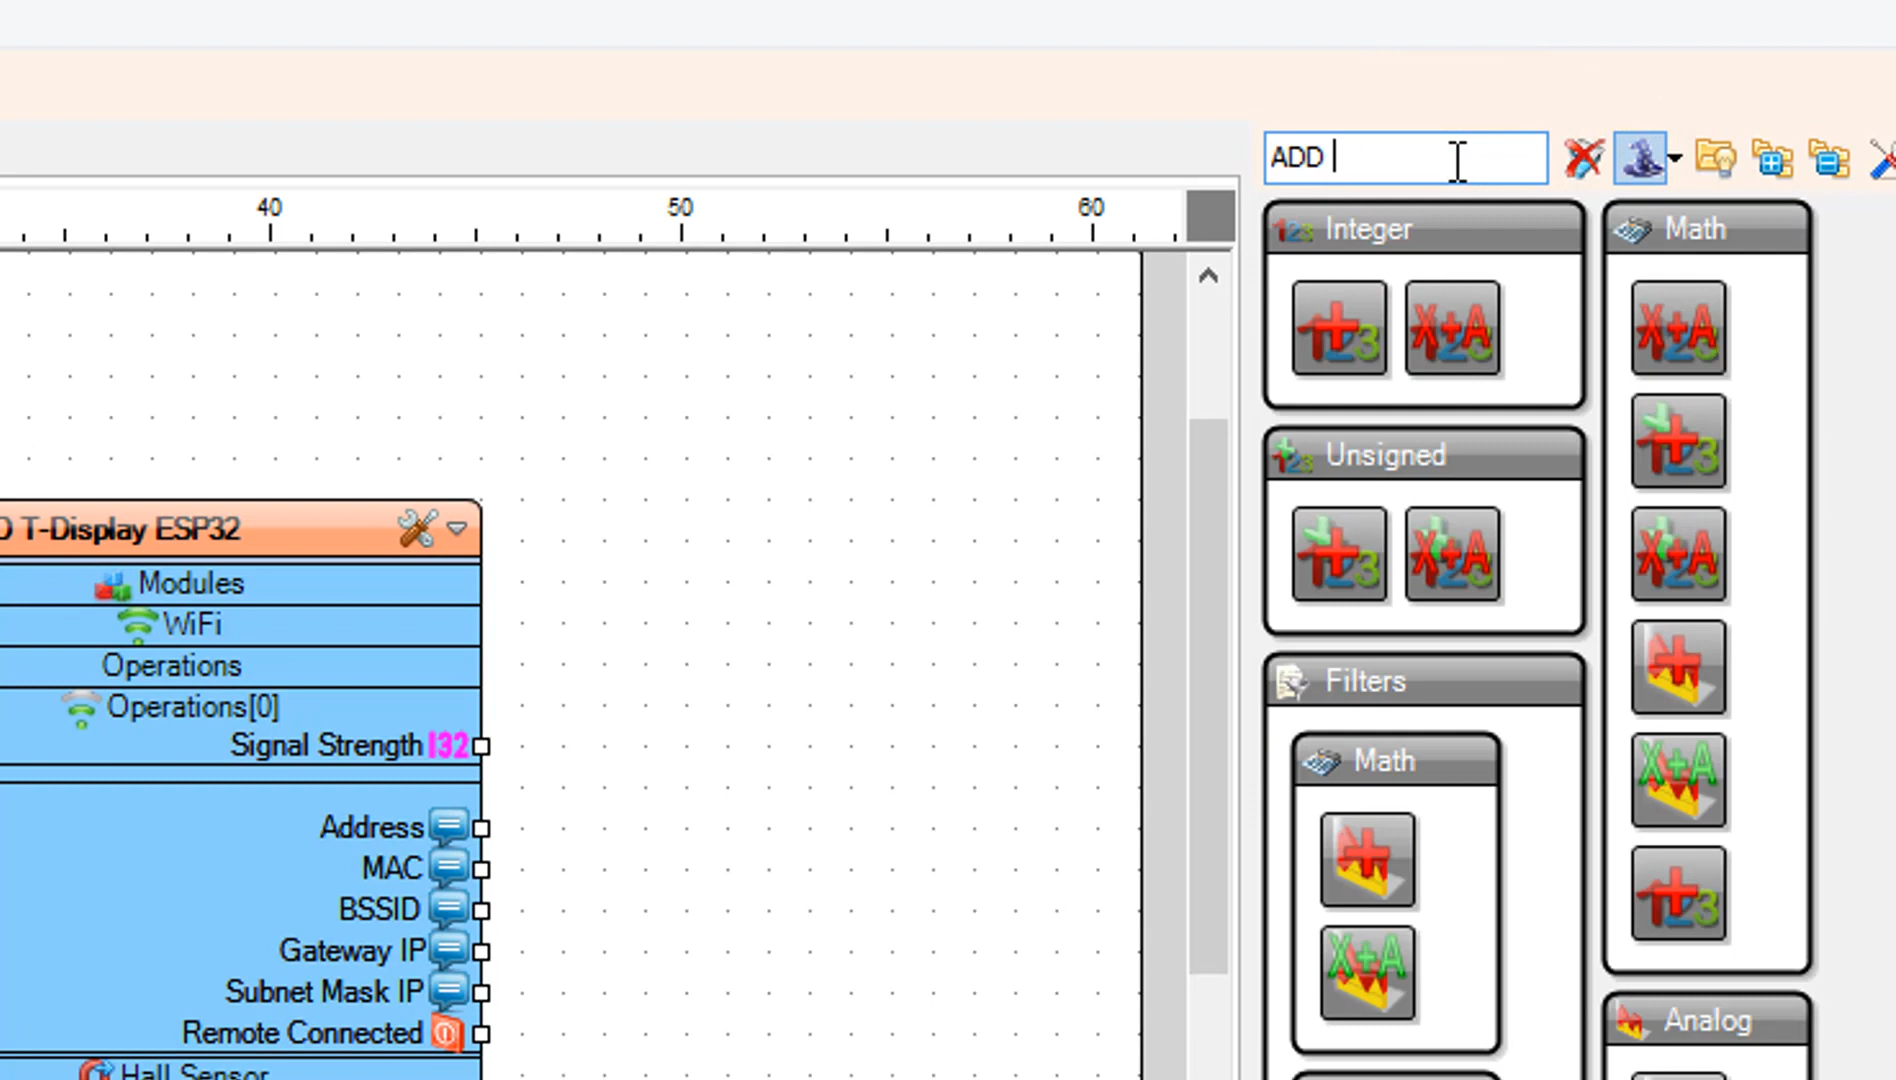 ADD
40 50 60
Integer
Math
Unsigned
Filters
Math
Analog
T-Display ESP32
Modules
WiFi
Operations
Operations[0]
Signal Strength I32
Address
MAC
BSSID
Gateway IP
Subnet Mask IP
Remote Connected
Hall Sensor